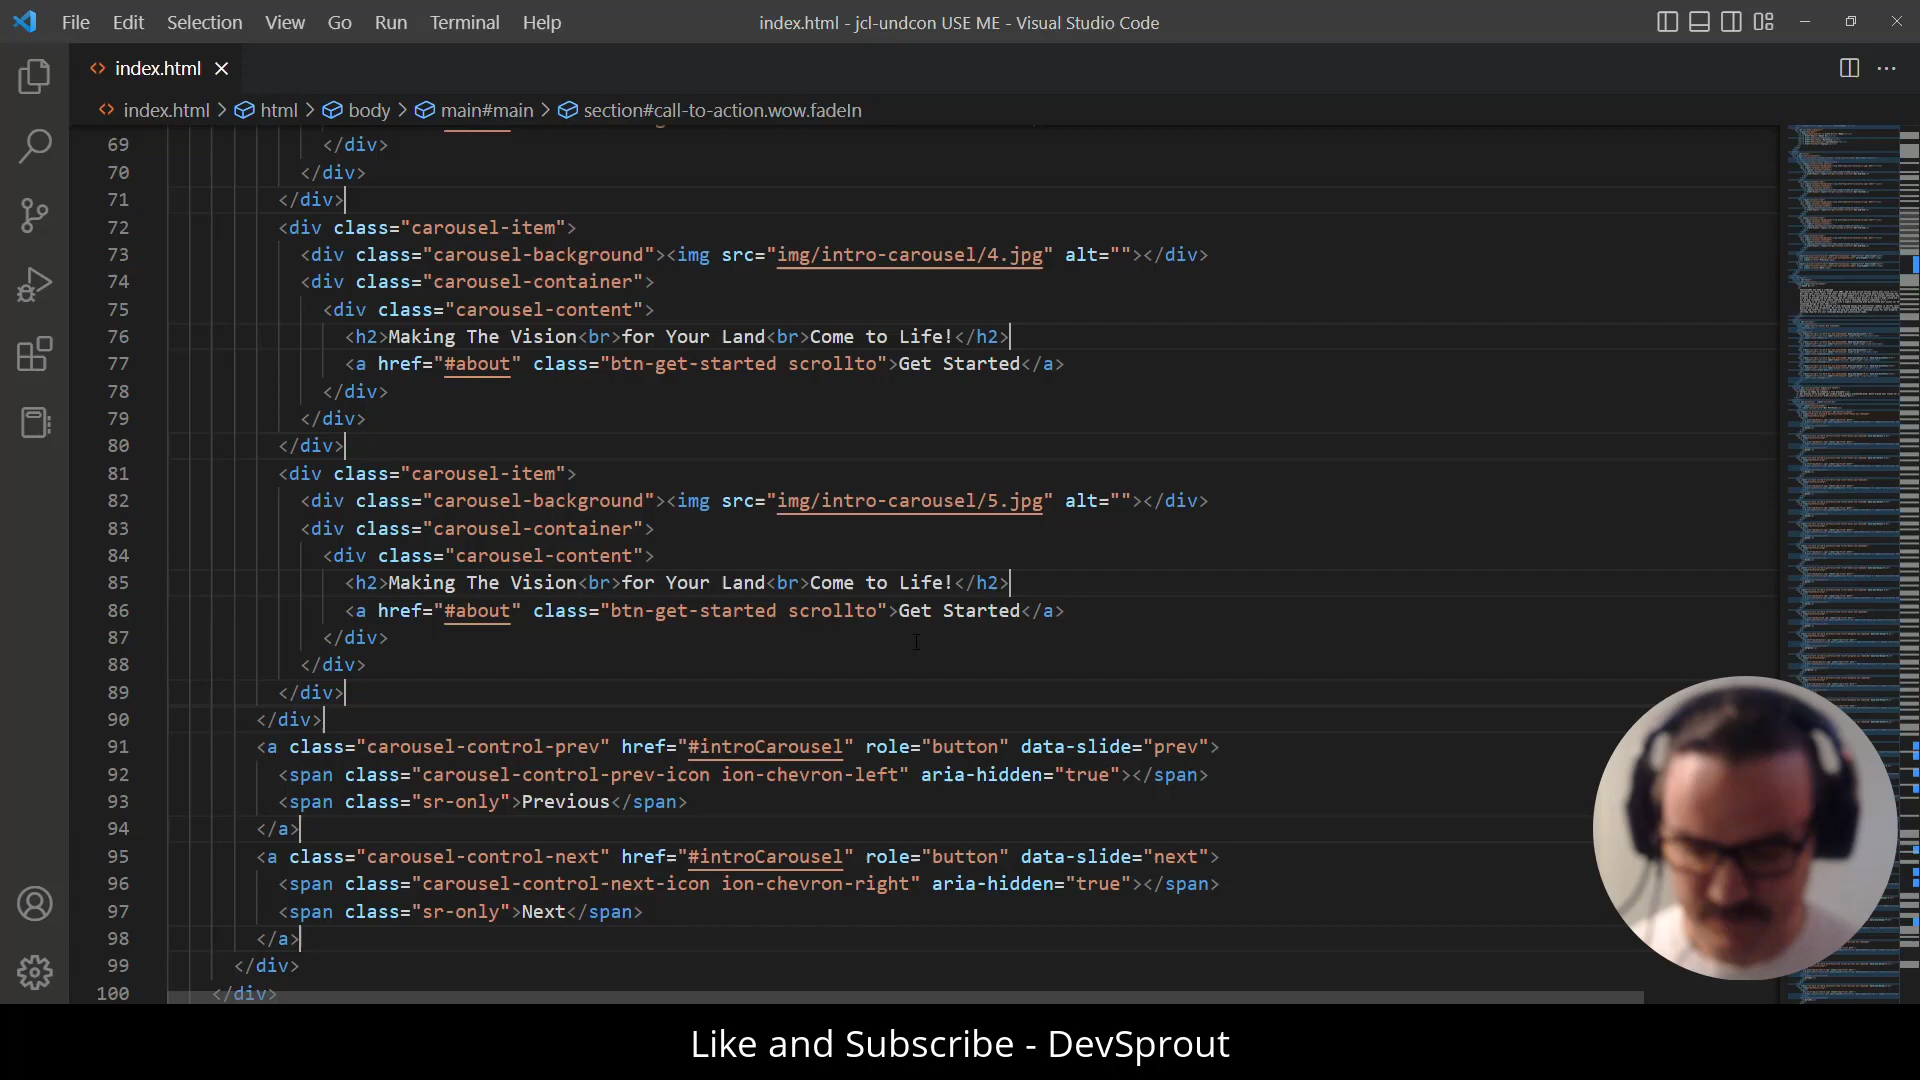 File Edit Selection View Go Run Terminal Help index.html - jcl-undcon USE ME - Visual Studio Code
index.html
index.html > html > body > main#main > section#call-to-action.wow.fadeIn
69 </div>
70 </div>
71 </div>
72 <div class="carousel-item">
73 <div class="carousel-background"><img src="img/intro-carousel/4.jpg" alt=""></div>
74 <div class="carousel-container">
75 <div class="carousel-content">
76 <h2>Making The Vision<br>for Your Land<br>Come to Life!</h2>
77 <a href="#about" class="btn-get-started scrollto">Get Started</a>
78 </div>
79 </div>
80 </div>
81 <div class="carousel-item">
82 <div class="carousel-background"><img src="img/intro-carousel/5.jpg" alt=""></div>
83 <div class="carousel-container">
84 <div class="carousel-content">
85 <h2>Making The Vision<br>for Your Land<br>Come to Life!</h2>
86 <a href="#about" class="btn-get-started scrollto">Get Started</a>
87 </div>
88 </div>
89 </div>
90 </div>
91 <a class="carousel-control-prev" href="#introCarousel" role="button" data-slide="prev">
92 <span class="carousel-control-prev-icon ion-chevron-left" aria-hidden="true"></span>
93 <span class="sr-only">Previous</span>
94 </a>
95 <a class="carousel-control-next" href="#introCarousel" role="button" data-slide="next">
96 <span class="carousel-control-next-icon ion-chevron-right" aria-hidden="true"></span>
97 <span class="sr-only">Next</span>
98 </a>
99 </div>
100 </div>
Like and Subscribe - DevSprout